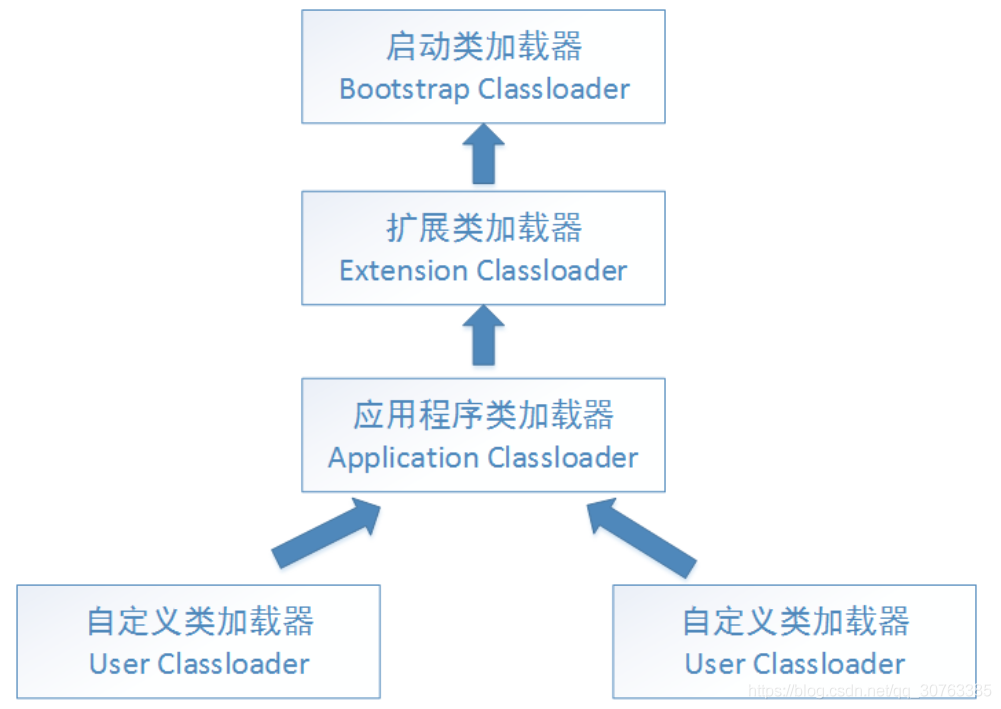 启动类加载器
Bootstrap Classloader
扩展类加载器
Extension Classloader
应用程序类加载器
Application Classloader
自定义类加载器
User Classloader
自定义类加载器
User Classloader
https://blog.csdn.net/qq_30763385